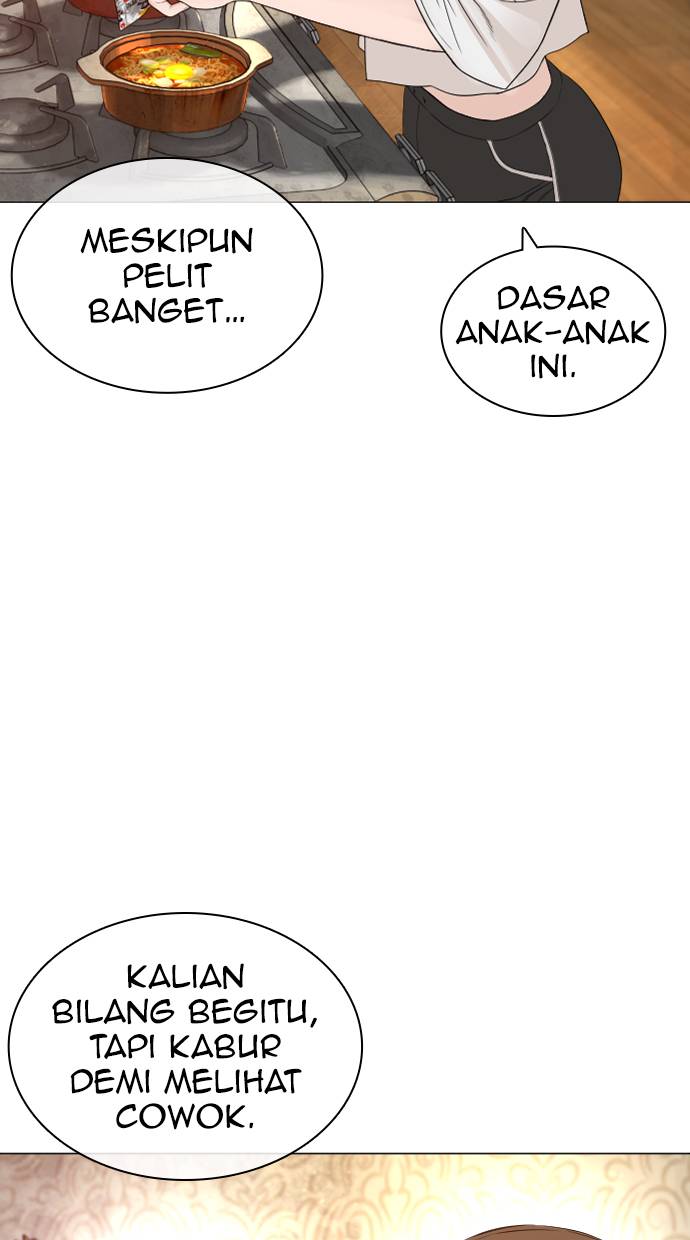 MESKIPUN
PELIT
BANGET...
DASAR
ANAK-ANAK
INI.
KALIAN
BILANG BEGITU,
TAPI KABUR
DEMI MELIHAT
COWOK.